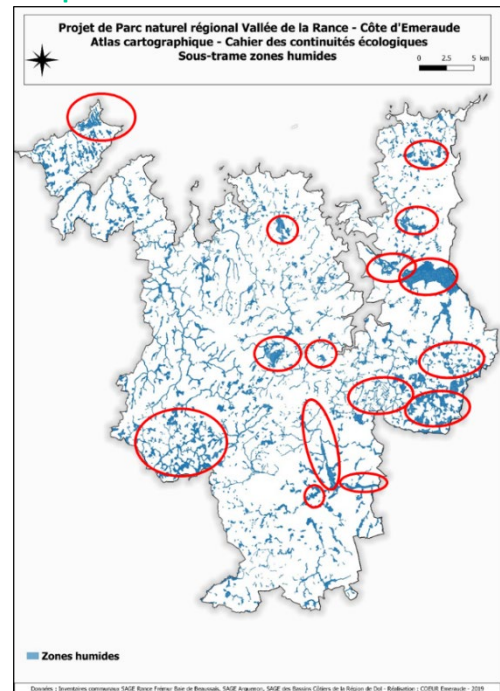 Projet de Parc naturel régional Vallée de la Rance - Côte d'Emeraude
Atlas cartographique - Cahier des continuités écologiques
Sous-trame zones humides
0 2.5 5 km
Zones humides
Données : Inventaires communaux SAGE Rance Frémur Baie de Beaussais, SAGE Arguenon, SAGE des Bassins Côtiers de la Région de Dol - Réalisation : COEUR Emeraude - 2019